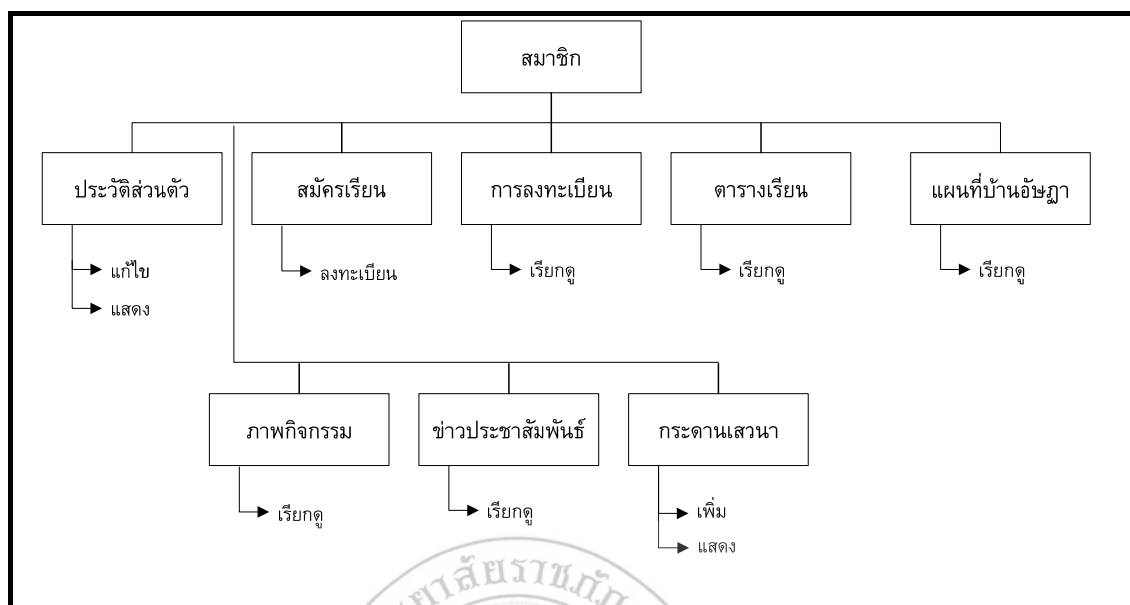 สมาชิก
ประวัติส่วนตัว
สมัครเรียน
การลงทะเบียน
ตารางเรียน
แผนที่บ้านอัษฎา
แก้ไข
ลงทะเบียน
เรียกดู
เรียกดู
เรียกดู
แสดง
ภาพกิจกรรม
ข่าวประชาสัมพันธ์
กระดานเสวนา
เรียกดู
เรียกดู
เพิ่ม
แสดง